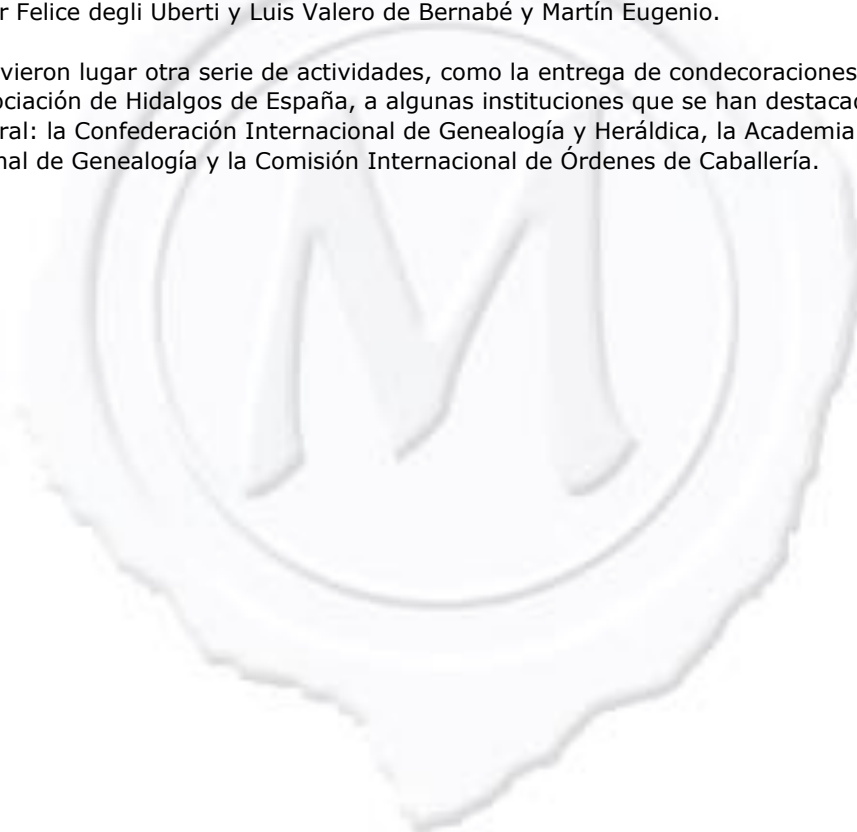 r Felice degli Uberti y Luis Valero de Bernabé y Martín Eugenio.
vieron lugar otra serie de actividades, como la entrega de condecoraciones
ociación de Hidalgos de España, a algunas instituciones que se han destacad
ral: la Confederación Internacional de Genealogía y Heráldica, la Academia
nal de Genealogía y la Comisión Internacional de Órdenes de Caballería.
M